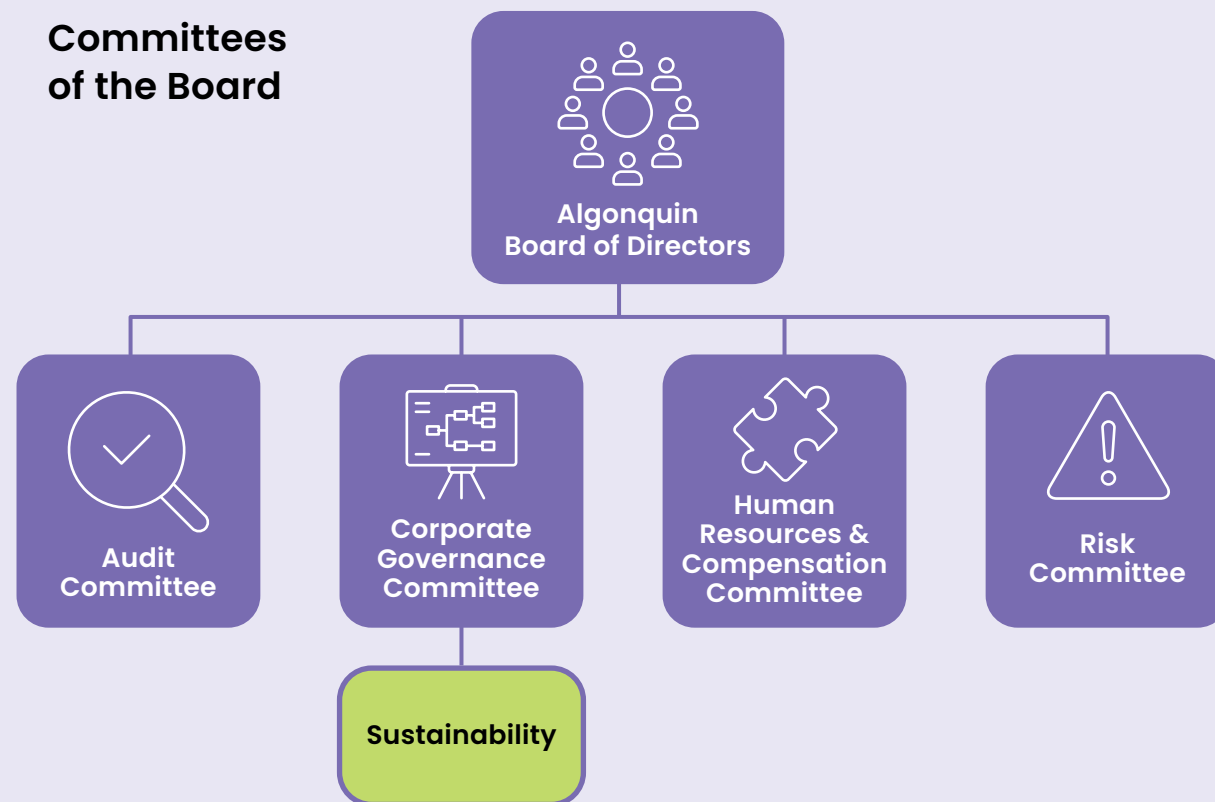 Committees
of the Board
Algonquin
Board of Directors
Audit
Committee
Corporate
Governance
Committee
Human
Resources &
Compensation
Committee
Risk
Committee
Sustainability